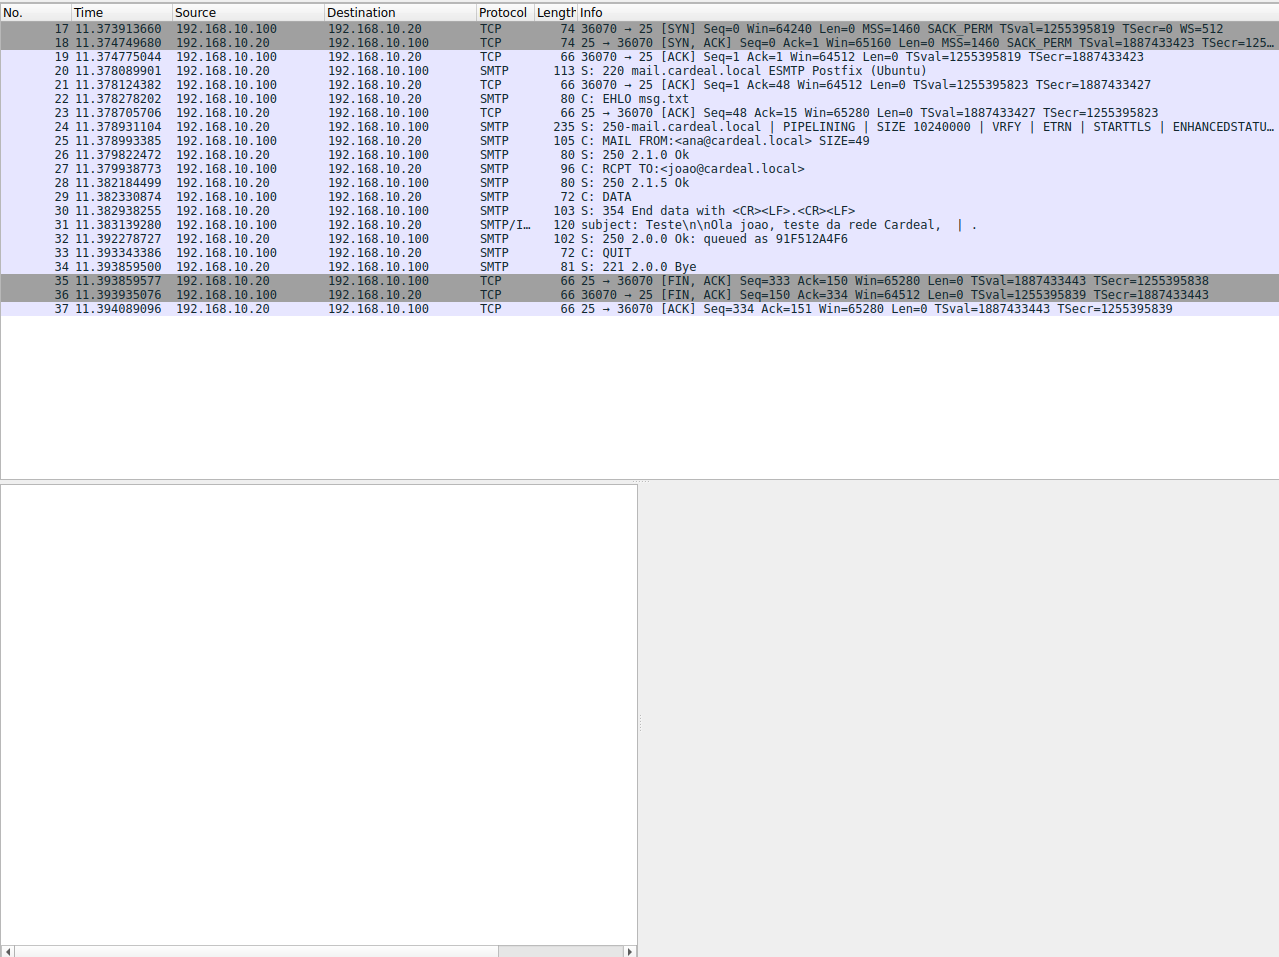 No. Time Source Destination Protocol Length Info
17 11.373913660 192.168.10.100 192.168.10.20 TCP 74 36070 → 25 [SYN] Seq=0 Win=64240 Len=0 MSS=1460 SACK_PERM TSval=1255395819 TSecr=0 WS=512
18 11.374749680 192.168.10.20 192.168.10.100 TCP 74 25 → 36070 [SYN, ACK] Seq=0 Ack=1 Win=65160 Len=0 MSS=1460 SACK_PERM TSval=1887433423 TSecr=125…
19 11.374775044 192.168.10.100 192.168.10.20 TCP 66 36070 → 25 [ACK] Seq=1 Ack=1 Win=64512 Len=0 TSval=1255395819 TSecr=1887433423
20 11.378089901 192.168.10.20 192.168.10.100 SMTP 113 S: 220 mail.cardeal.local ESMTP Postfix (Ubuntu)
21 11.378124382 192.168.10.100 192.168.10.20 TCP 66 36070 → 25 [ACK] Seq=1 Ack=48 Win=64512 Len=0 TSval=1255395823 TSecr=1887433427
22 11.378278202 192.168.10.100 192.168.10.20 SMTP 80 C: EHLO msg.txt
23 11.378705706 192.168.10.20 192.168.10.100 TCP 66 25 → 36070 [ACK] Seq=48 Ack=15 Win=65280 Len=0 TSval=1887433427 TSecr=1255395823
24 11.378931104 192.168.10.20 192.168.10.100 SMTP 235 S: 250-mail.cardeal.local | PIPELINING | SIZE 10240000 | VRFY | ETRN | STARTTLS | ENHANCEDSTATU…
25 11.378993385 192.168.10.100 192.168.10.20 SMTP 105 C: MAIL FROM:<ana@cardeal.local> SIZE=49
26 11.379822472 192.168.10.20 192.168.10.100 SMTP 80 S: 250 2.1.0 Ok
27 11.379938773 192.168.10.100 192.168.10.20 SMTP 96 C: RCPT TO:<joao@cardeal.local>
28 11.382184499 192.168.10.20 192.168.10.100 SMTP 80 S: 250 2.1.5 Ok
29 11.382330874 192.168.10.100 192.168.10.20 SMTP 72 C: DATA
30 11.382938255 192.168.10.20 192.168.10.100 SMTP 103 S: 354 End data with <CR><LF>.<CR><LF>
31 11.383139280 192.168.10.100 192.168.10.20 SMTP/I… 120 subject: Teste\n\nOla joao, teste da rede Cardeal,  | .
32 11.392278727 192.168.10.20 192.168.10.100 SMTP 102 S: 250 2.0.0 Ok: queued as 91F512A4F6
33 11.393343386 192.168.10.100 192.168.10.20 SMTP 72 C: QUIT
34 11.393859500 192.168.10.20 192.168.10.100 SMTP 81 S: 221 2.0.0 Bye
35 11.393859577 192.168.10.20 192.168.10.100 TCP 66 25 → 36070 [FIN, ACK] Seq=333 Ack=150 Win=65280 Len=0 TSval=1887433443 TSecr=1255395838
36 11.393935076 192.168.10.100 192.168.10.20 TCP 66 36070 → 25 [FIN, ACK] Seq=150 Ack=334 Win=64512 Len=0 TSval=1255395839 TSecr=1887433443
37 11.394089096 192.168.10.20 192.168.10.100 TCP 66 25 → 36070 [ACK] Seq=334 Ack=151 Win=65280 Len=0 TSval=1887433443 TSecr=1255395839